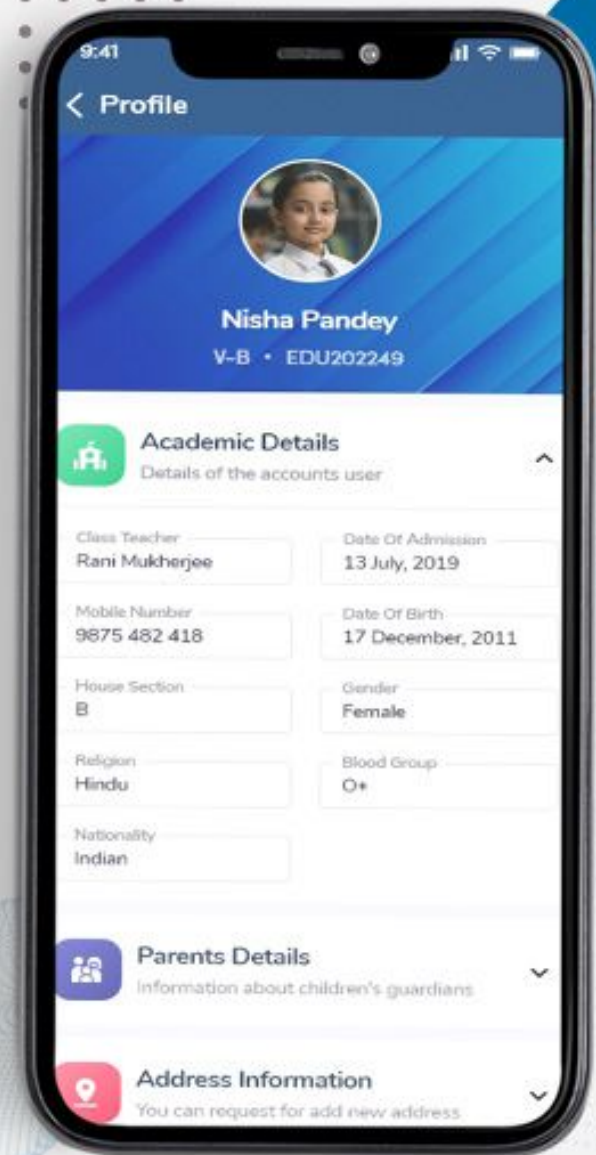 9:41
Profile
Nisha Pandey
V-B • EDU202249
Academic Details
Details of the accounts user
Class Teacher
Rani Mukherjee
Date Of Admission
13 July, 2019
Mobile Number
9875 482 418
Date Of Birth
17 December, 2011
House Section
B
Gender
Female
Religion
Hindu
Blood Group
O+
Nationality
Indian
Parents Details
Information about children's guardians
Address Information
You can request for add new address